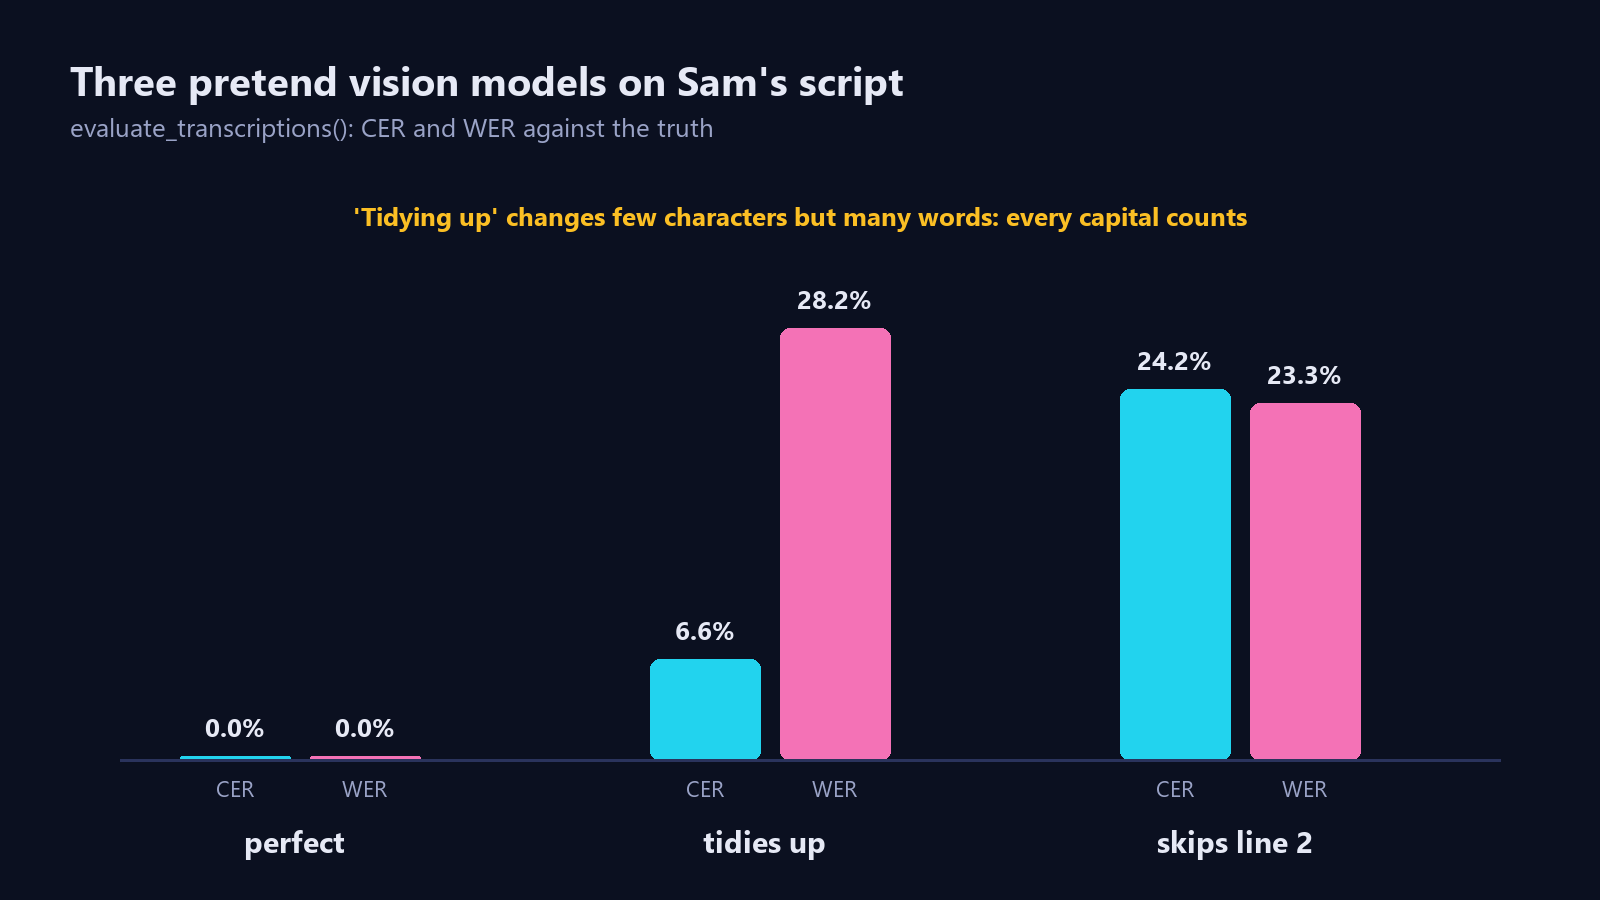 Three pretend vision models on Sam's script
evaluate_transcriptions(): CER and WER against the truth
'Tidying up' changes few characters but many words: every capital counts
28.2%
24.2%
23.3%
6.6%
0.0% 0.0%
CER WER CER WER CER WER
perfect tidies up skips line 2